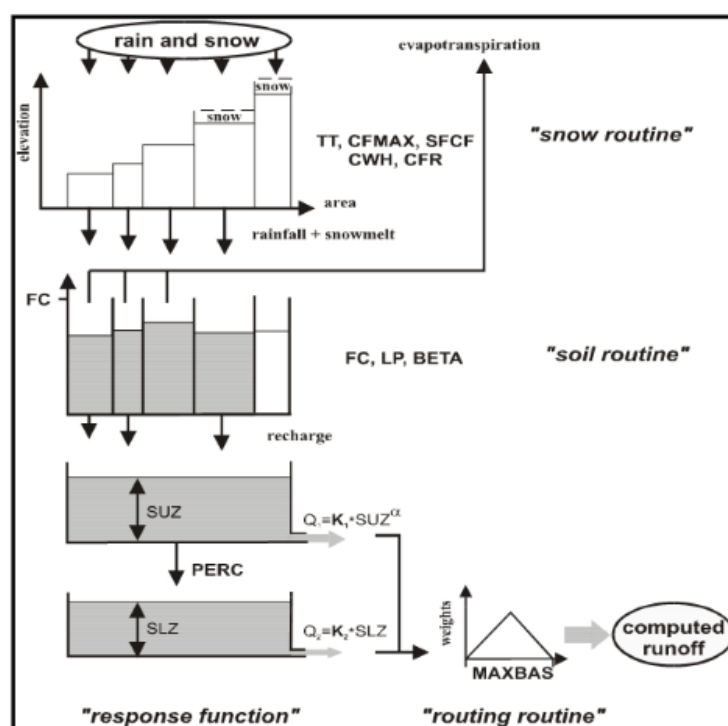 rain and snow
evapotranspiration
snow
snow
elevation
TT, CFMAX, SFCF
CWH, CFR
"snow routine"
area
rainfall + snowmelt
FC
FC, LP, BETA
"soil routine"
recharge
SUZ
Q₁=K₁*SUZ^α
PERC
SLZ
Q₂=K₂*SLZ
weights
MAXBAS
computed
runoff
"response function"
"routing routine"